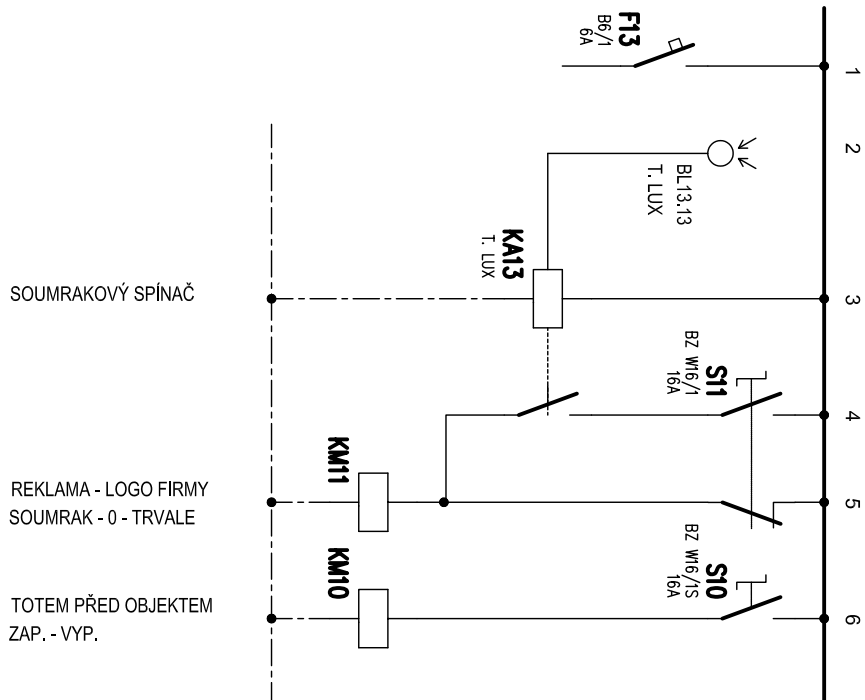 F13
B6/1
6A
1
2
BL13.13
T. LUX
KA13
T. LUX
SOUMRAKOVÝ SPÍNAČ
3
S11
BZ W16/1
16A
4
KM11
REKLAMA - LOGO FIRMY
SOUMRAK - 0 - TRVALE
5
S10
BZ W16/1S
16A
KM10
TOTEM PŘED OBJEKTEM
ZAP. - VYP.
6